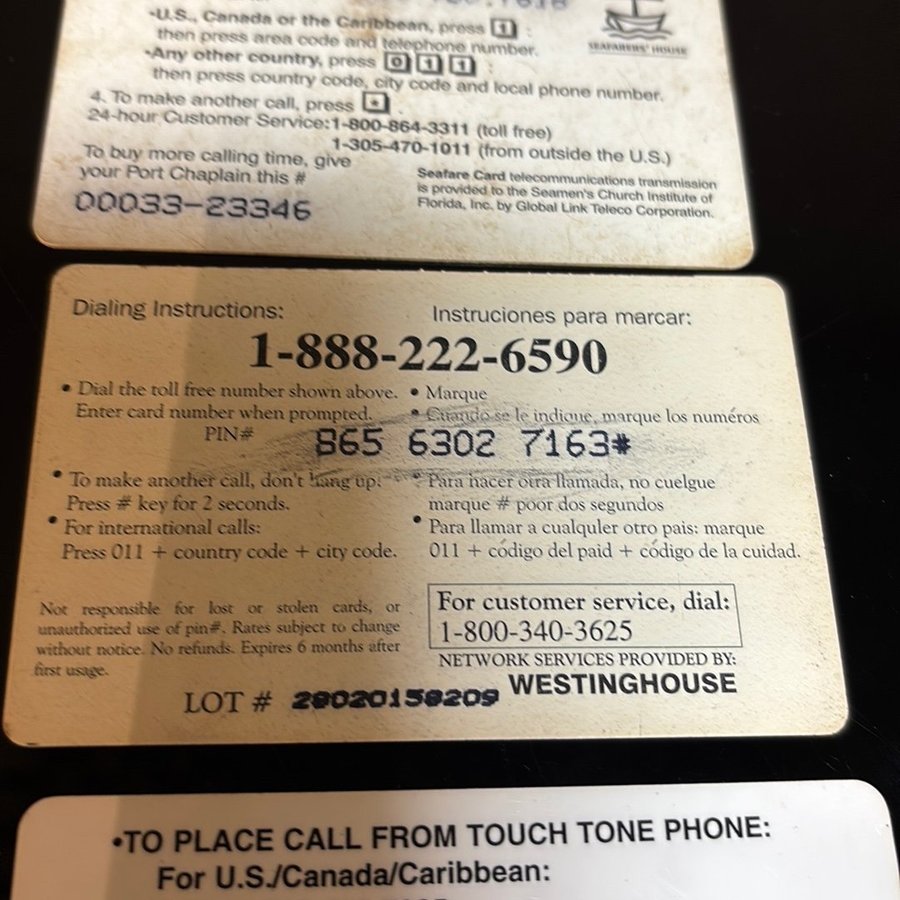 •U.S., Canada or the Caribbean, press 1 :
then press area code and telephone number.
•Any other country, press 0 1 1 :
then press country code, city code and local phone number.
4. To make another call, press * .
24-hour Customer Service: 1-800-864-3311 (toll free)
1-305-470-1011 (from outside the U.S.)
To buy more calling time, give
your Port Chaplain this #
00033-23346
SEAFARERS' HOUSE
Seafare Card telecommunications transmission
is provided to the Seamen's Church Institute of
Florida, Inc. by Global Link Teleco Corporation.
Dialing Instructions:
Instruciones para marcar:
1-888-222-6590
• Dial the toll free number shown above.
Enter card number when prompted.
• Marque
• Cuando se le indique, marque los numéros
PIN# 865 6302 7163#
• To make another call, don't hang up.
Press # key for 2 seconds.
• For international calls:
Press 011 + country code + city code.
• Para hacer otra llamada, no cuelgue
marque # poor dos segundos
• Para llamar a cualquler otro pais: marque
011 + código del paid + código de la cuidad.
Not responsible for lost or stolen cards, or
unauthorized use of pin#. Rates subject to change
without notice. No refunds. Expires 6 months after
first usage.
For customer service, dial:
1-800-340-3625
NETWORK SERVICES PROVIDED BY:
WESTINGHOUSE
LOT # 28020158209
•TO PLACE CALL FROM TOUCH TONE PHONE:
For U.S./Canada/Caribbean: